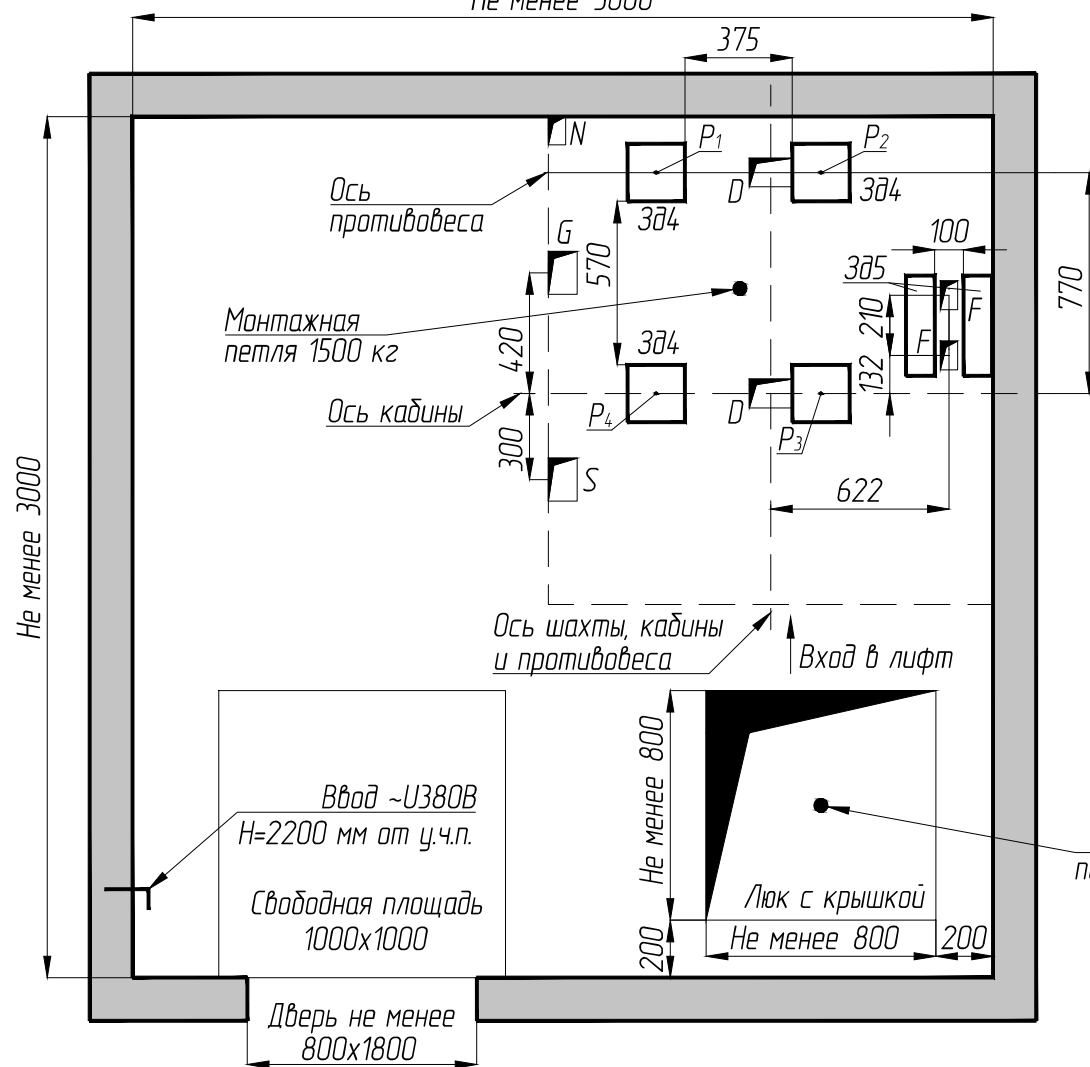 Не менее 3000
375
N
P1
P2
Ось
противовеса
D
Зд4
Зд4
G
100
570
Зд5
770
Монтажная
петля 1500 кг
420
Зд4
210
F
F
132
Ось кабины
P4
D
P3
300
S
622
Не менее 3000
Ось шахты, кабины
и противовеса
Вход в лифт
Не менее 800
Ввод ~U380В
Н=2200 мм от у.ч.п.
Свободная площадь
1000х1000
Люк с крышкой
200
Не менее 800
200
Дверь не менее
800х1800